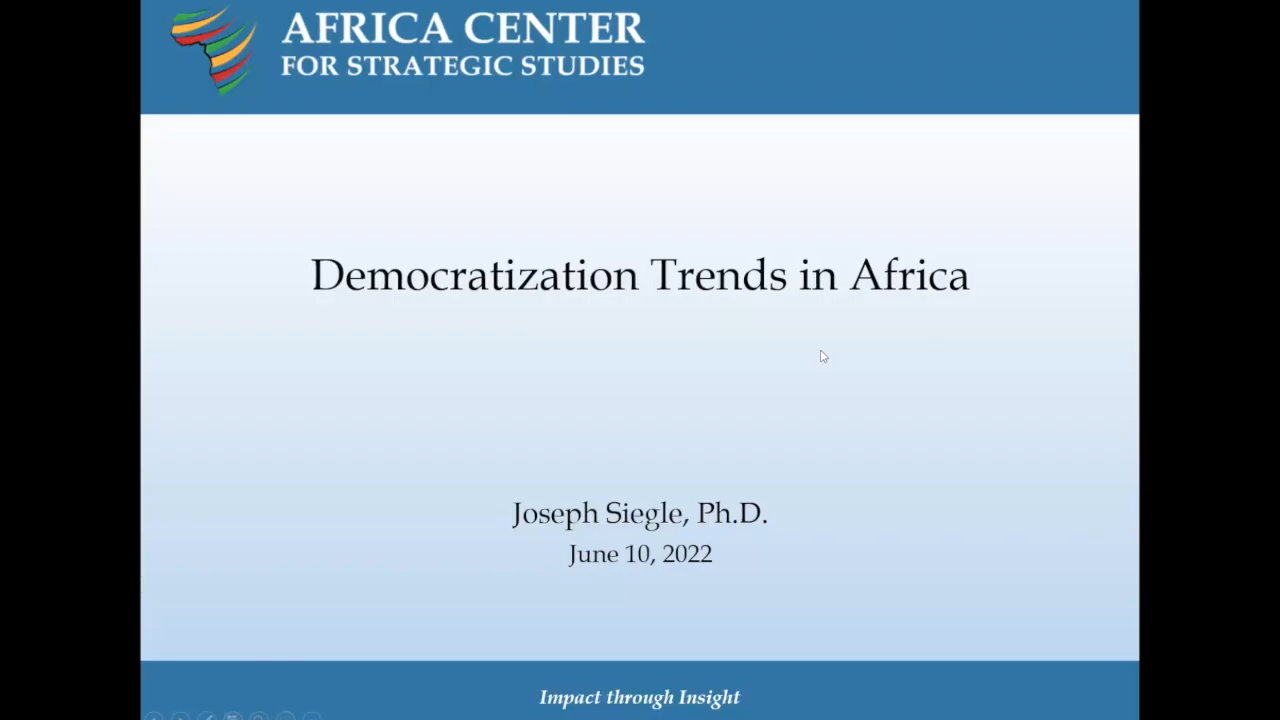 AFRICA CENTER
FOR STRATEGIC STUDIES
Democratization Trends in Africa
Joseph Siegle, Ph.D.
June 10, 2022
Impact through Insight